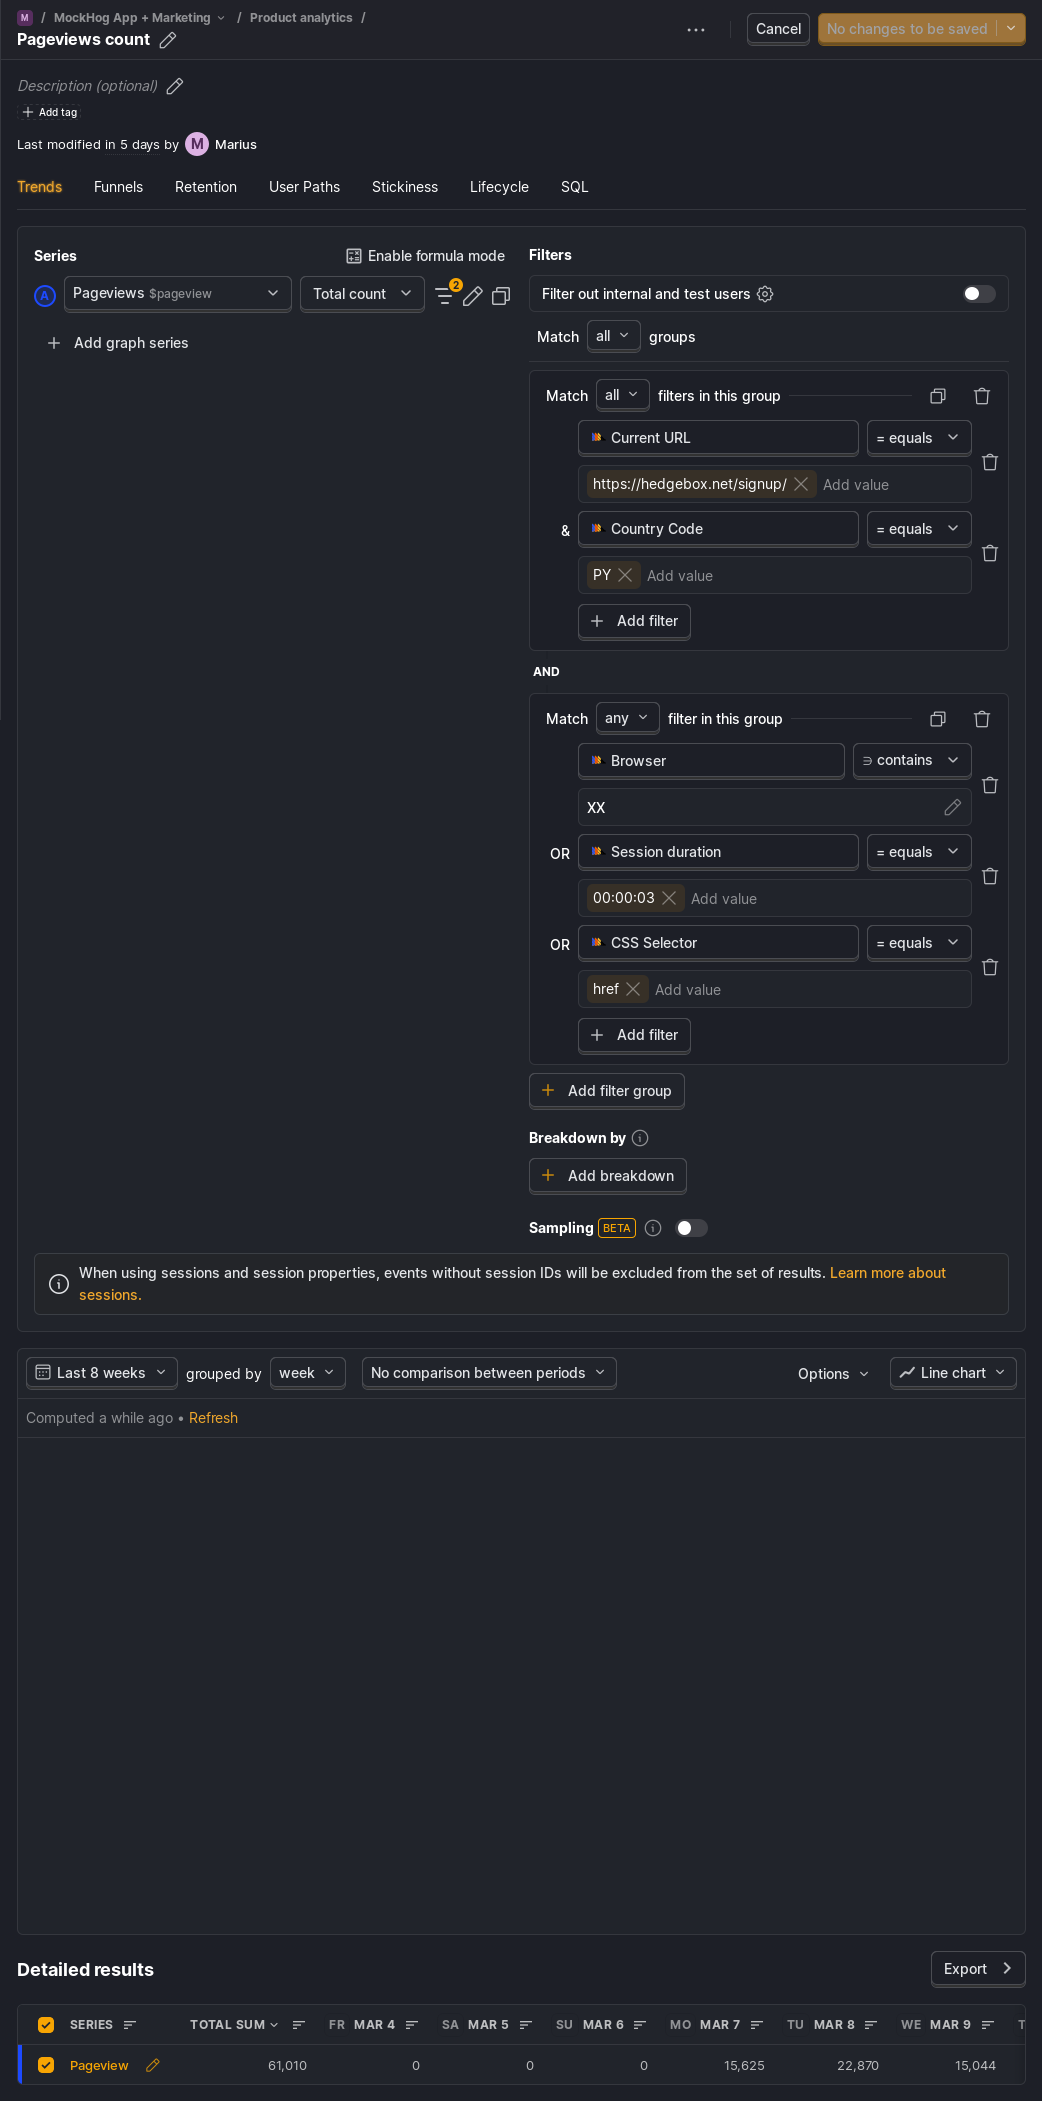 M / MockHog App + Marketing / Product analytics /
Pageviews count
Cancel
No changes to be saved
Description (optional)
Add tag
Last modified in 5 days by M Marius
Trends Funnels Retention User Paths Stickiness Lifecycle SQL
Series
Enable formula mode
A Pageviews $pageview Total count 2
Add graph series
Filters
Filter out internal and test users
Match all groups
Match all filters in this group
Current URL = equals
https://hedgebox.net/signup/ Add value
& Country Code = equals
PY Add value
Add filter
AND
Match any filter in this group
Browser ∋ contains
XX
OR Session duration = equals
00:00:03 Add value
OR CSS Selector = equals
href Add value
Add filter
Add filter group
Breakdown by
Add breakdown
Sampling BETA
When using sessions and session properties, events without session IDs will be excluded from the set of results. Learn more about
sessions.
Last 8 weeks grouped by week No comparison between periods Options Line chart
Computed a while ago • Refresh
Detailed results
Export
SERIES TOTAL SUM FR MAR 4 SA MAR 5 SU MAR 6 MO MAR 7 TU MAR 8 WE MAR 9 T
Pageview 61,010 0 0 0 15,625 22,870 15,044